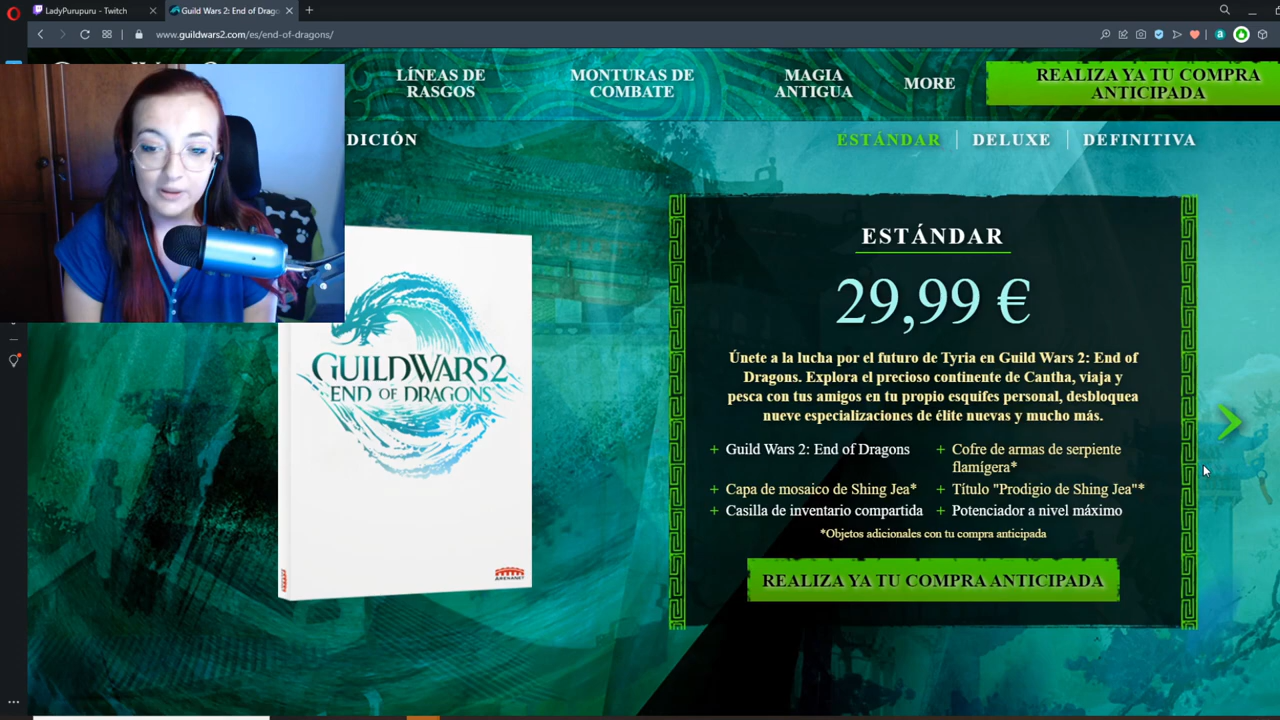 LadyPurupuru - Twitch
Guild Wars 2: End of Drago
www.guildwars2.com/es/end-of-dragons/
LÍNEAS DE
RASGOS
MONTURAS DE
COMBATE
MAGIA
ANTIGUA
MORE
REALIZA YA TU COMPRA
ANTICIPADA
DICIÓN
ESTÁNDAR
DELUXE
DEFINITIVA
ESTÁNDAR
29,99 €
Únete a la lucha por el futuro de Tyria en Guild Wars 2: End of
Dragons. Explora el precioso continente de Cantha, viaja y
pesca con tus amigos en tu propio esquifes personal, desbloquea
nueve especializaciones de élite nuevas y mucho más.
+ Guild Wars 2: End of Dragons
+ Cofre de armas de serpiente
flamígera*
+ Capa de mosaico de Shing Jea*
+ Título "Prodigio de Shing Jea"*
+ Casilla de inventario compartida
+ Potenciador a nivel máximo
*Objetos adicionales con tu compra anticipada
REALIZA YA TU COMPRA ANTICIPADA
GUILD WARS 2
END OF DRAGONS
ARENANET